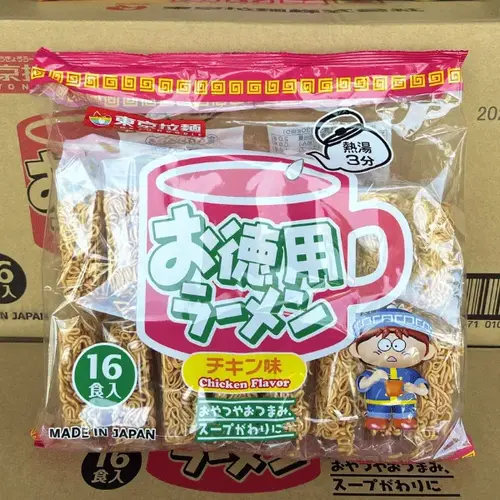 東京拉麺
熱湯
3分
お徳用
ラーメン
チキン味
Chicken Flavor
おやつやおつまみ、
スープがわりに
16
食入
MADE IN JAPAN
16
食入
ラーメン
おやつやおつまみ、
スープがわりに